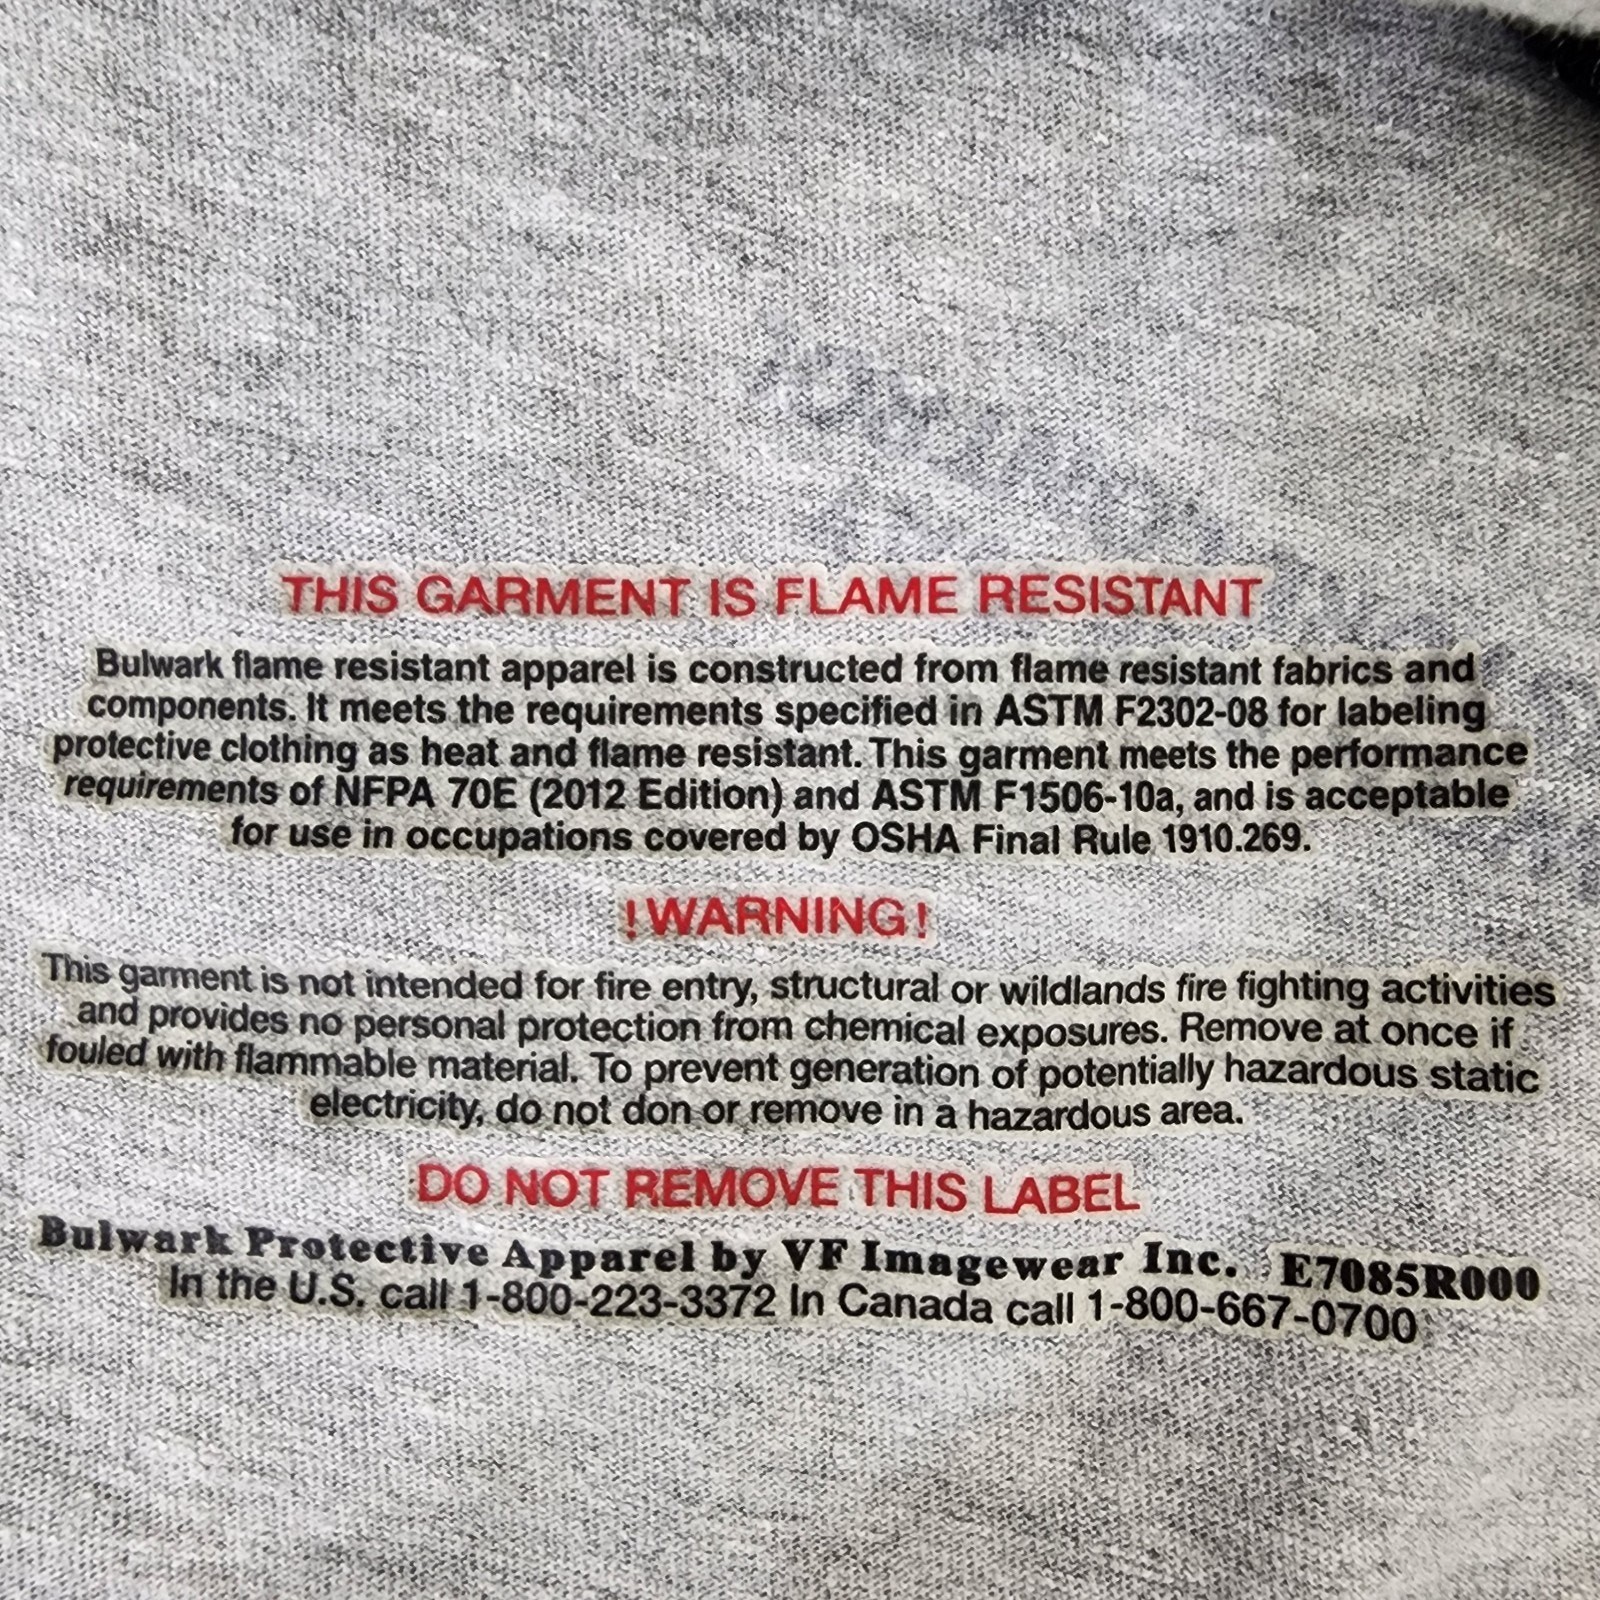 THIS GARMENT IS FLAME RESISTANT
Bulwark flame resistant apparel is constructed from flame resistant fabrics and
components. It meets the requirements specified in ASTM F2302-08 for labeling
protective clothing as heat and flame resistant. This garment meets the performance
requirements of NFPA 70E (2012 Edition) and ASTM F1506-10a, and is acceptable
for use in occupations covered by OSHA Final Rule 1910.269.
! WARNING !
This garment is not intended for fire entry, structural or wildlands fire fighting activities
and provides no personal protection from chemical exposures. Remove at once if
fouled with flammable material. To prevent generation of potentially hazardous static
electricity, do not don or remove in a hazardous area.
DO NOT REMOVE THIS LABEL
Bulwark Protective Apparel by VF Imagewear Inc. E7085R000
In the U.S. call 1-800-223-3372 In Canada call 1-800-667-0700